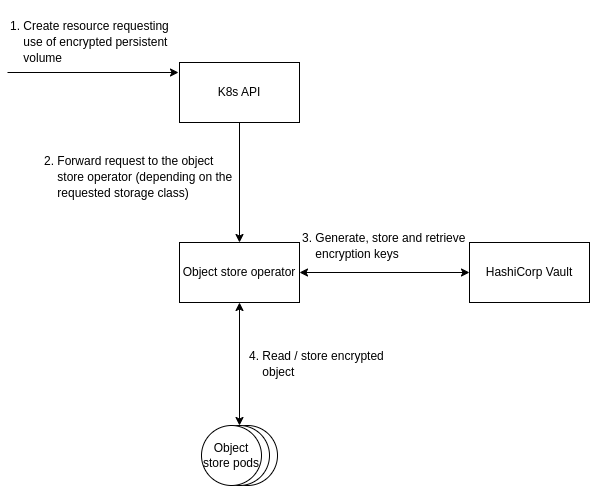 1. Create resource requesting
use of encrypted persistent
volume
K8s API
2. Forward request to the object
store operator (depending on the
requested storage class)
3. Generate, store and retrieve
encryption keys
Object store operator
HashiCorp Vault
4. Read / store encrypted
object
Object
store pods